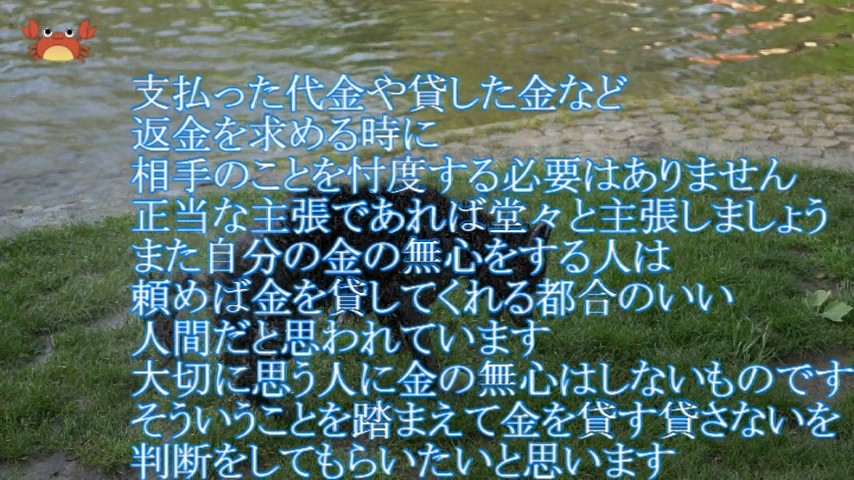 支払った代金や貸した金など
返金を求める時に
相手のことを忖度する必要はありません
正当な主張であれば堂々と主張しましょう
また自分の金の無心をする人は
頼めば金を貸してくれる都合のいい
人間だと思われています
大切に思う人に金の無心はしないものです
そういうことを踏まえて金を貸す貸さないを
判断をしてもらいたいと思います